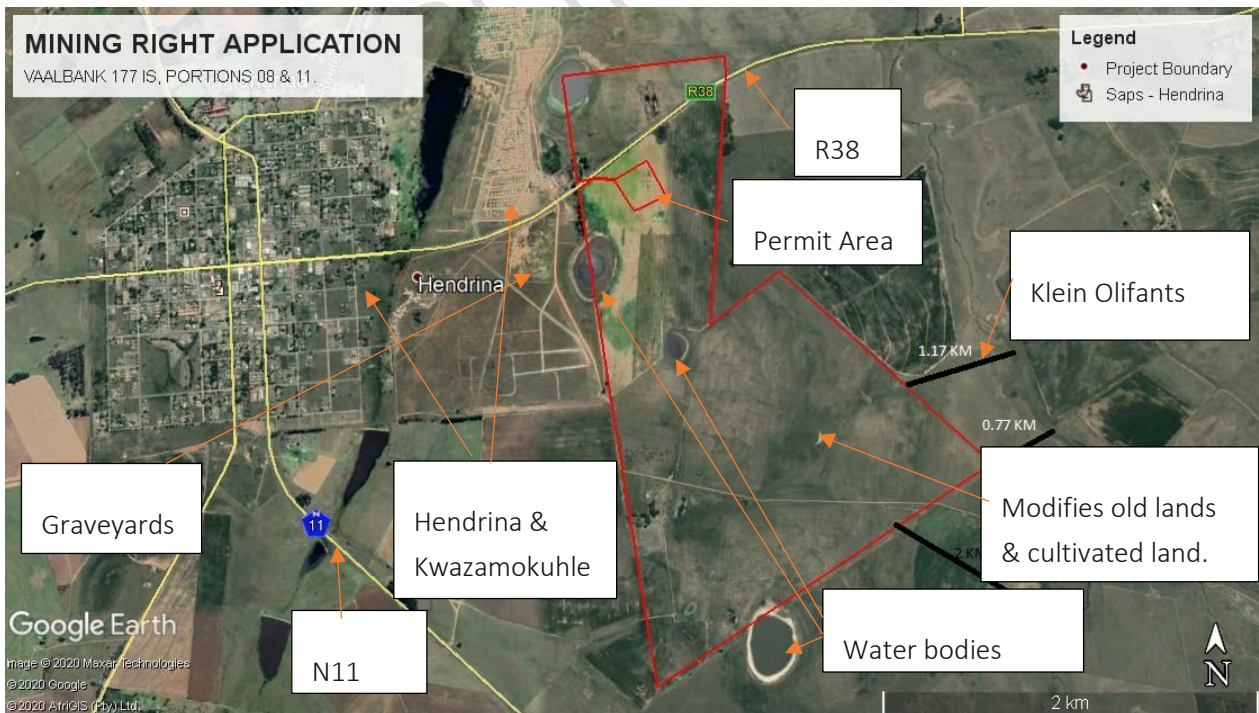 MINING RIGHT APPLICATION
VAALBANK 177 IS, PORTIONS 08 & 11.
Legend
Project Boundary
Saps - Hendrina
R38
R38
Permit Area
Hendrina
Klein Olifants
1.17 KM
0.77 KM
Graveyards
11
Hendrina &
Kwazamokuhle
Modifies old lands
& cultivated land.
N11
Water bodies
Google Earth
Image © 2020 Maxar Technologies
© 2020 Google
© 2020 AfriGIS (Pty) Ltd.
N
2 km